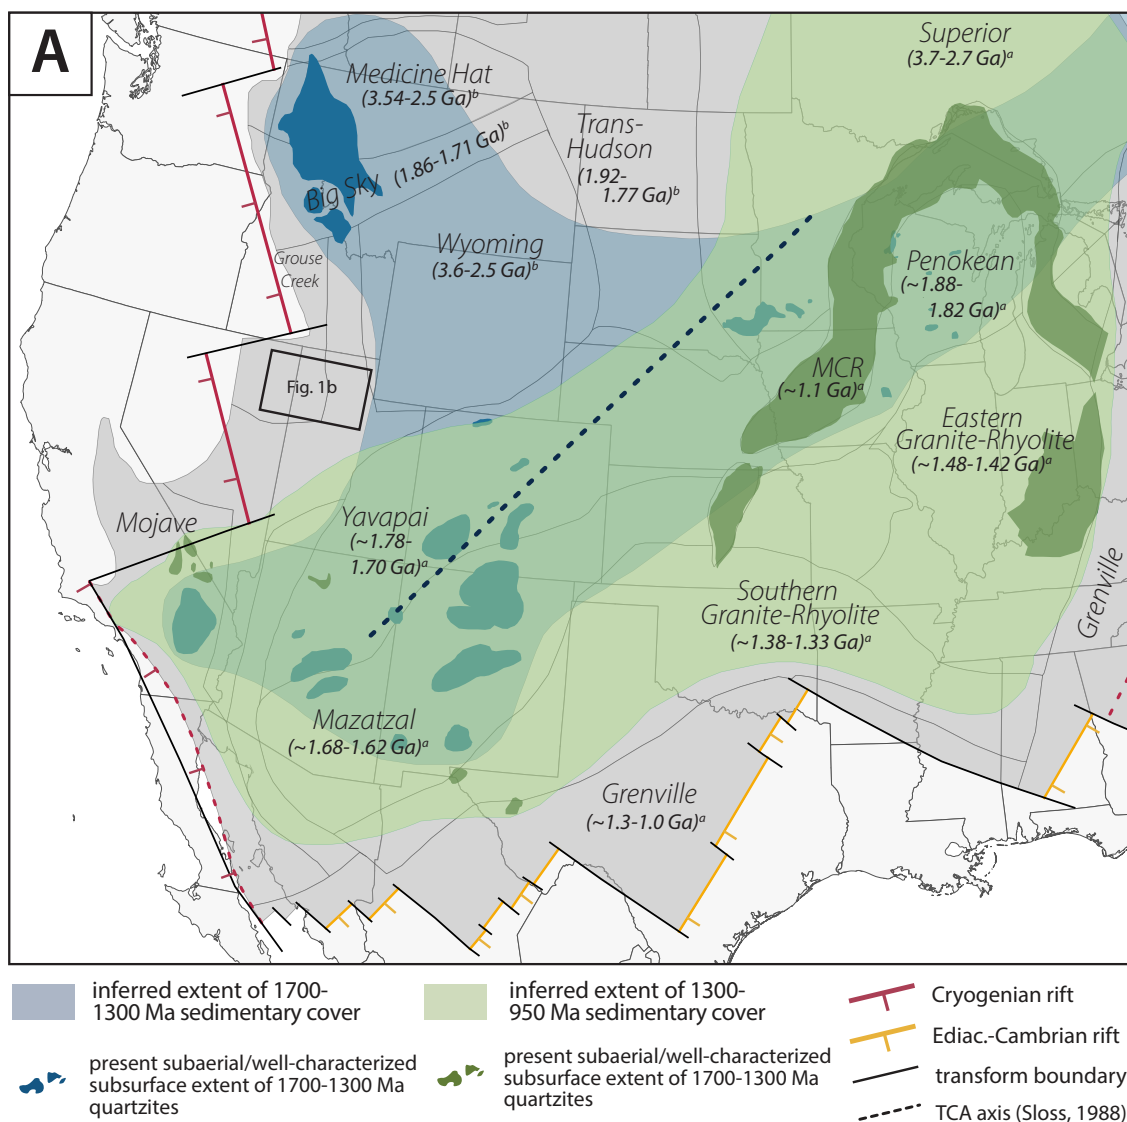 A
Superior
(3.7-2.7 Ga)ᵃ
Medicine Hat
(3.54-2.5 Ga)ᵇ
Trans-
Hudson
(1.92-
1.77 Ga)ᵇ
Big Sky (1.86-1.71 Ga)ᵇ
Wyoming
(3.6-2.5 Ga)ᵇ
Grouse
Creek
Penokean
(~1.88-
1.82 Ga)ᵃ
Fig. 1b
MCR
(~1.1 Ga)ᵃ
Eastern
Granite-Rhyolite
(~1.48-1.42 Ga)ᵃ
Mojave
Yavapai
(~1.78-
1.70 Ga)ᵃ
Southern
Granite-Rhyolite
(~1.38-1.33 Ga)ᵃ
Grenville
Mazatzal
(~1.68-1.62 Ga)ᵃ
Grenville
(~1.3-1.0 Ga)ᵃ
inferred extent of 1700-
1300 Ma sedimentary cover
present subaerial/well-characterized
subsurface extent of 1700-1300 Ma
quartzites
inferred extent of 1300-
950 Ma sedimentary cover
present subaerial/well-characterized
subsurface extent of 1700-1300 Ma
quartzites
Cryogenian rift
Ediac.-Cambrian rift
transform boundary
TCA axis (Sloss, 1988)